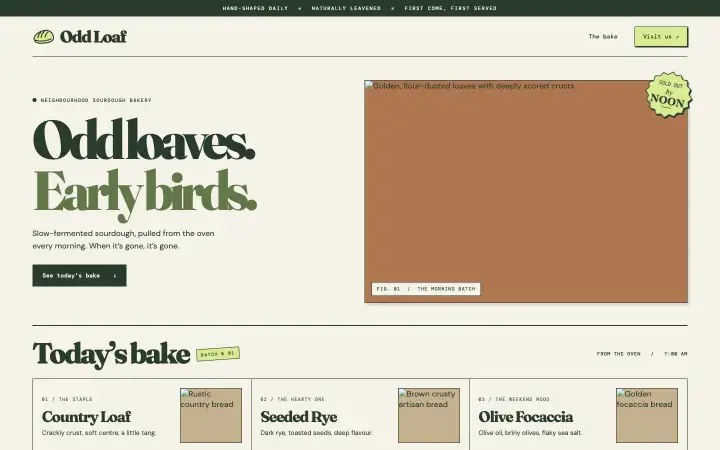 HAND-SHAPED DAILY * NATURALLY LEAVENED * FIRST COME, FIRST SERVED
Odd Loaf
The bake
Visit us ↗
NEIGHBOURHOOD SOURDOUGH BAKERY
Odd loaves.
Early birds.
Slow-fermented sourdough, pulled from the oven
every morning. When it's gone, it's gone.
See today's bake ↓
Golden, flour-dusted loaves with deeply scored crusts
SOLD OUT
by
NOON
FIG. 01 / THE MORNING BATCH
Today's bake
BATCH № 01
FROM THE OVEN / 7:00 AM
01 / THE STAPLE
Country Loaf
Crackly crust, soft centre, a little tang.
Rustic
country bread
02 / THE HEARTY ONE
Seeded Rye
Dark rye, toasted seeds, deep flavour.
Brown crusty
artisan bread
03 / THE WEEKEND MOOD
Olive Focaccia
Olive oil, briny olives, flaky sea salt.
Golden
focaccia bread